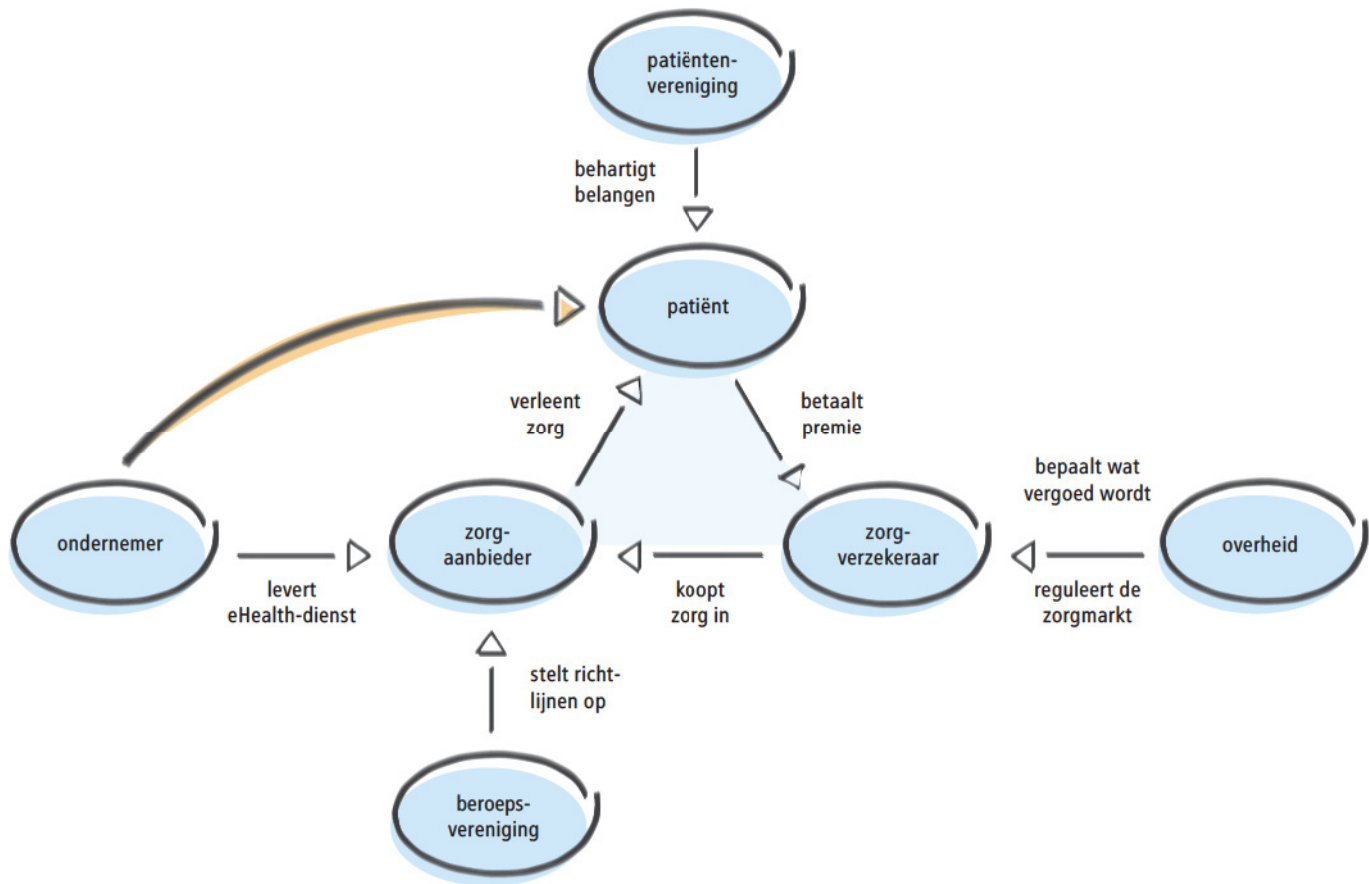 patiënten-
vereniging
behartigt
belangen
patiënt
verleent
zorg
betaalt
premie
bepaalt wat
vergoed wordt
ondernemer
zorg-
aanbieder
zorg-
verzekeraar
overheid
levert
eHealth-dienst
koopt
zorg in
reguleert de
zorgmarkt
stelt richt-
lijnen op
beroeps-
vereniging